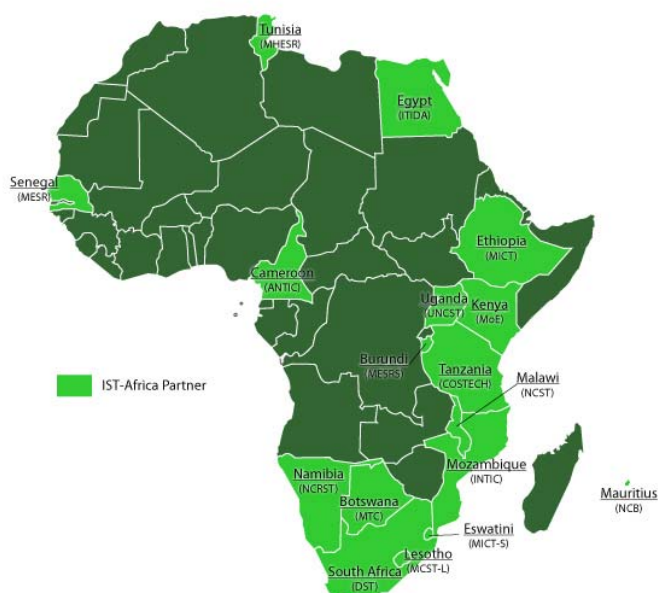 Tunisia
(MHESR)
Egypt
(ITIDA)
Senegal
(MESR)
Ethiopia
(MICT)
Cameroon
(ANTIC)
Uganda
(UNCST)
Kenya
(MoE)
Burundi
(MESRS)
Tanzania
(COSTECH)
IST-Africa Partner
Malawi
(NCST)
Mozambique
(INTIC)
Namibia
(NCRST)
Botswana
(MTC)
Mauritius
(NCB)
Eswatini
(MICT-S)
Lesotho
(MCST-L)
South Africa
(DST)